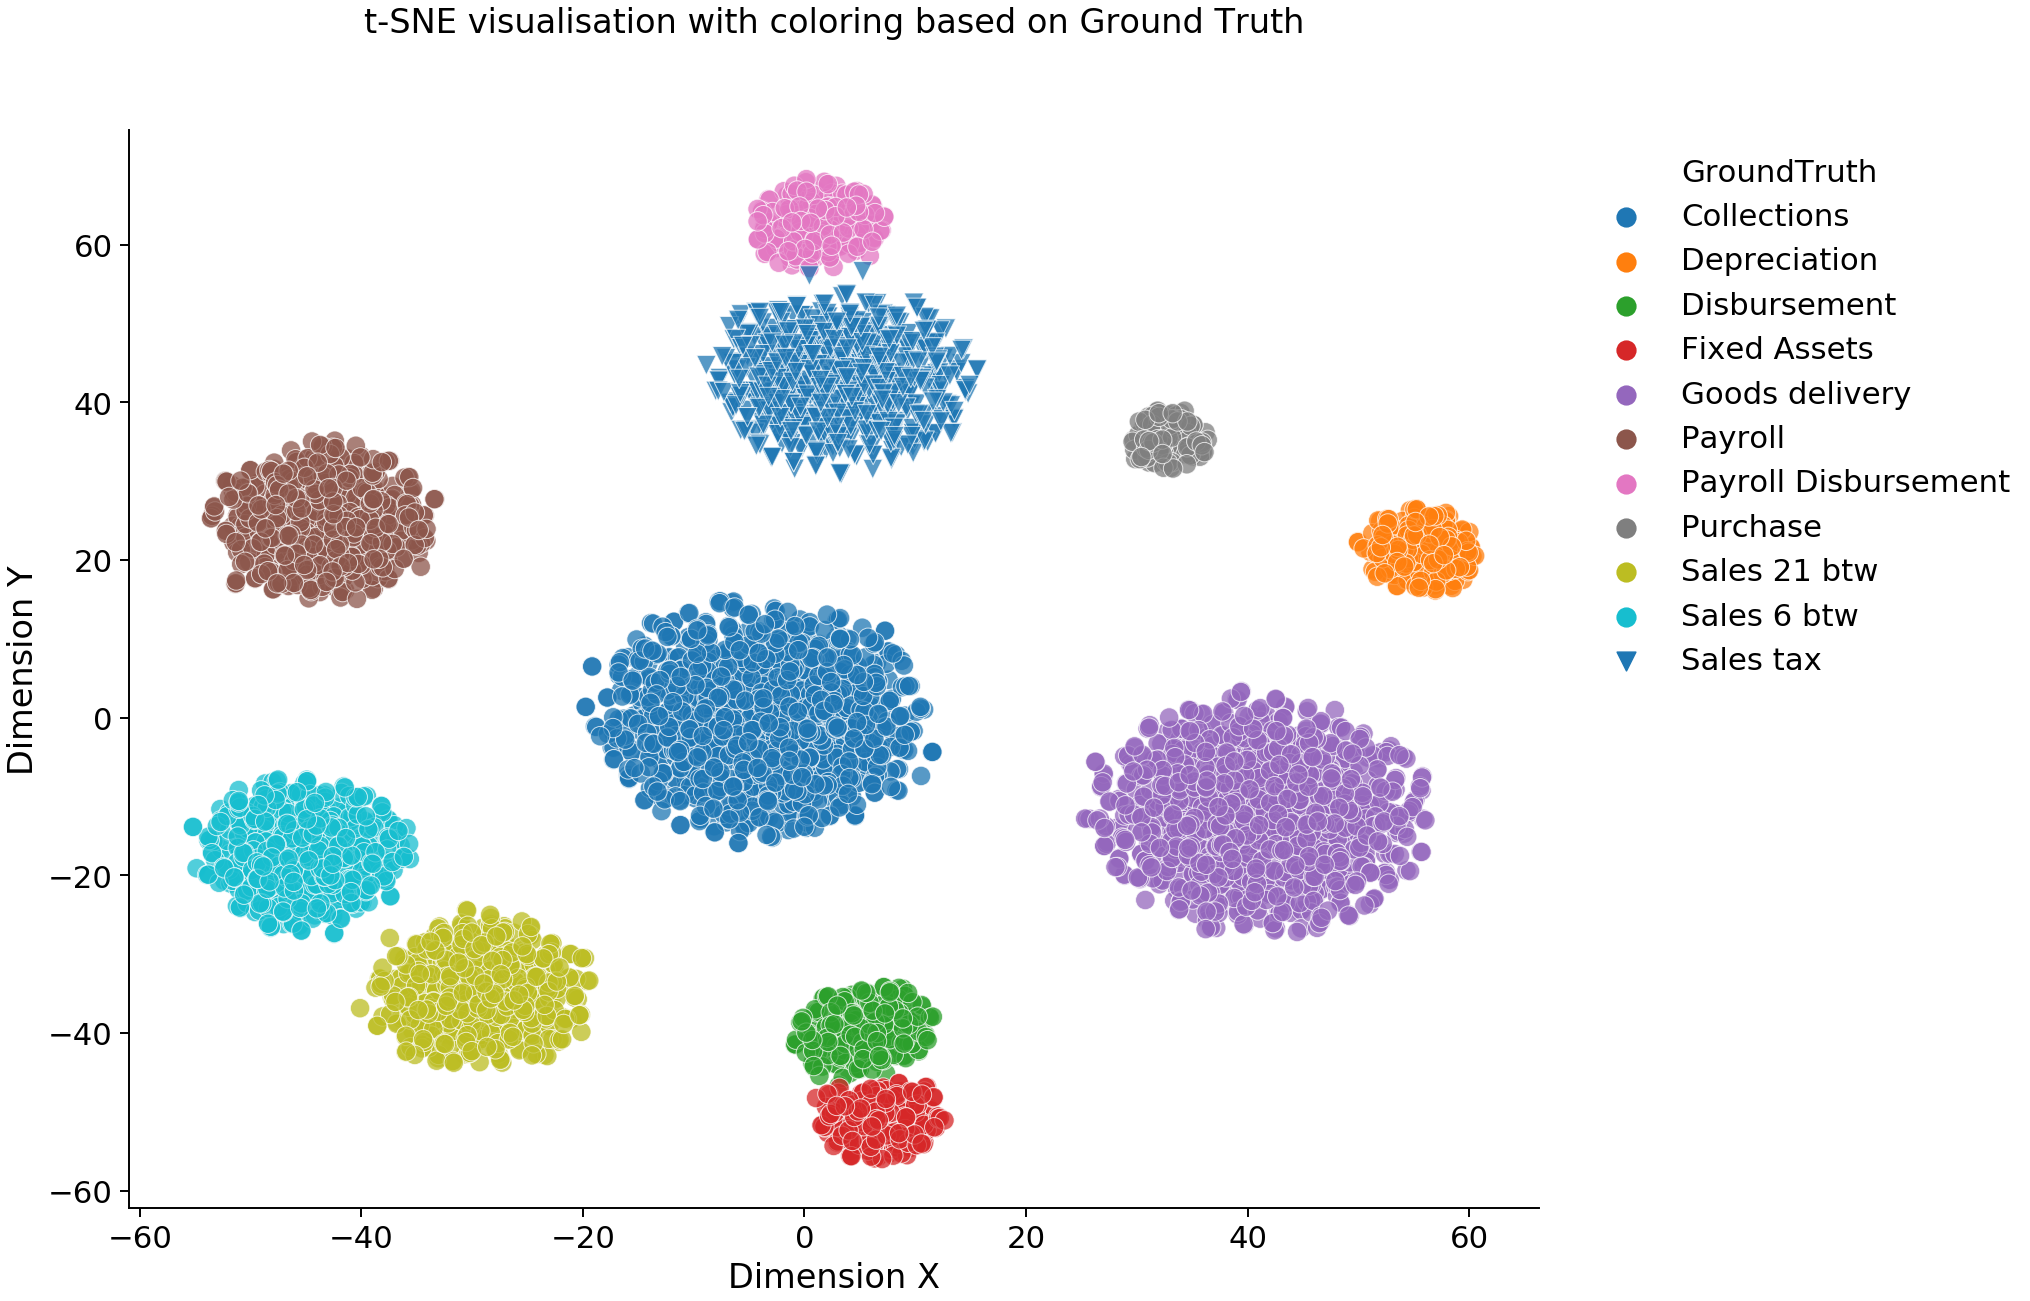 t-SNE visualisation with coloring based on Ground Truth
GroundTruth
Collections
Depreciation
Disbursement
Fixed Assets
Goods delivery
Payroll
Payroll Disbursement
Purchase
Sales 21 btw
Sales 6 btw
Sales tax
Dimension Y
60
40
20
0
−20
−40
−60
−60
−40
−20
0
20
40
60
Dimension X